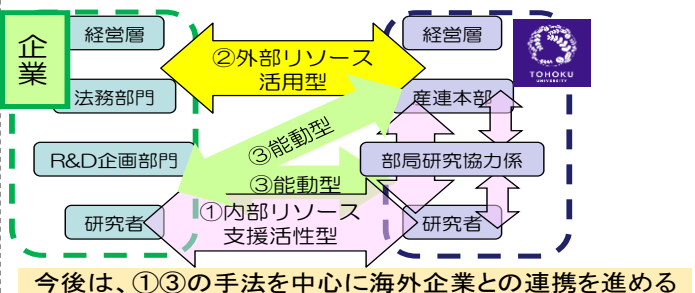 企業
経営層
経営層
②外部リソース
活用型
TOHOKU
UNIVERSITY
法務部門
産連本部
③能動型
R&D企画部門
部局研究協力係
③能動型
①内部リソース
支援活性型
研究者
研究者
今後は、①③の手法を中心に海外企業との連携を進める